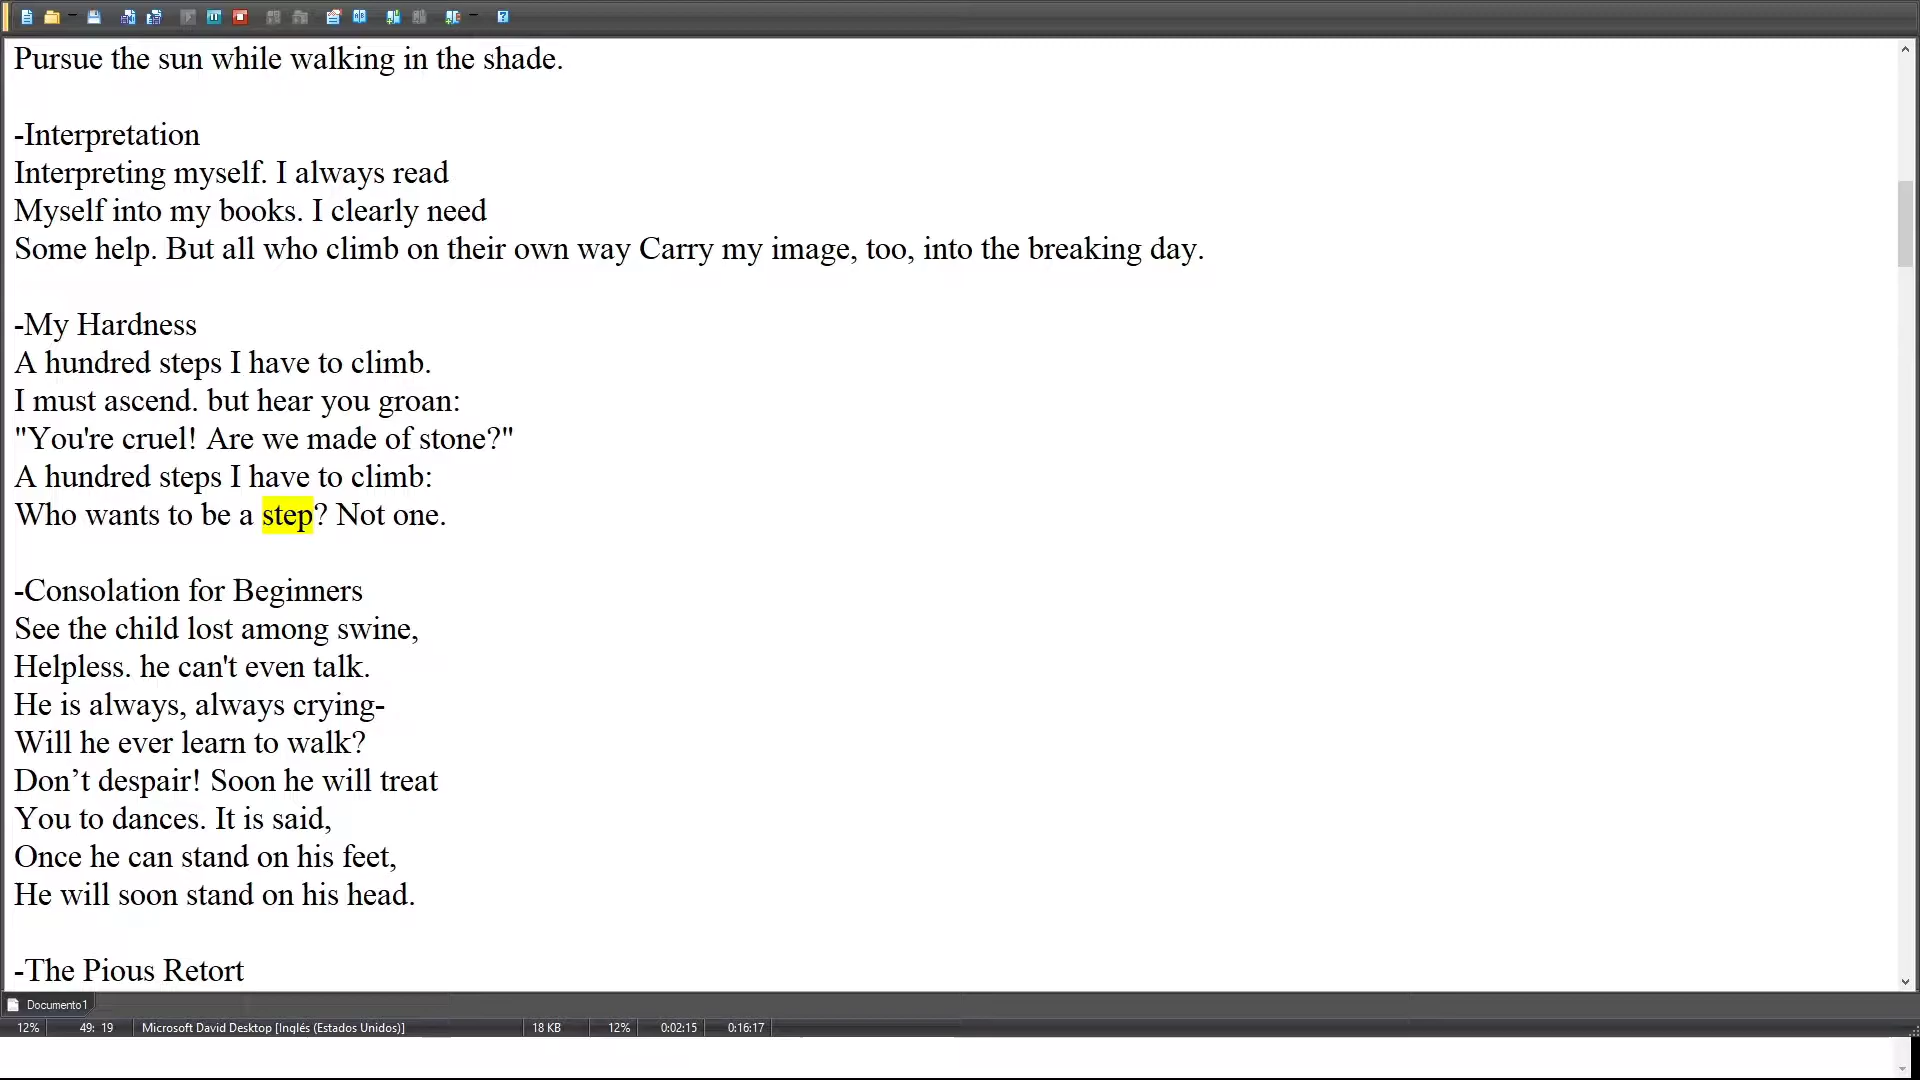 Pursue the sun while walking in the shade.
-Interpretation
Interpreting myself. I always read
Myself into my books. I clearly need
Some help. But all who climb on their own way Carry my image, too, into the breaking day.
-My Hardness
A hundred steps I have to climb.
I must ascend. but hear you groan:
"You're cruel! Are we made of stone?"
A hundred steps I have to climb:
Who wants to be a step? Not one.
-Consolation for Beginners
See the child lost among swine,
Helpless. he can't even talk.
He is always, always crying-
Will he ever learn to walk?
Don’t despair! Soon he will treat
You to dances. It is said,
Once he can stand on his feet,
He will soon stand on his head.
-The Pious Retort
Documento1
12% 49: 19 Microsoft David Desktop [Inglés (Estados Unidos)] 18 KB 12% 0:02:15 0:16:17